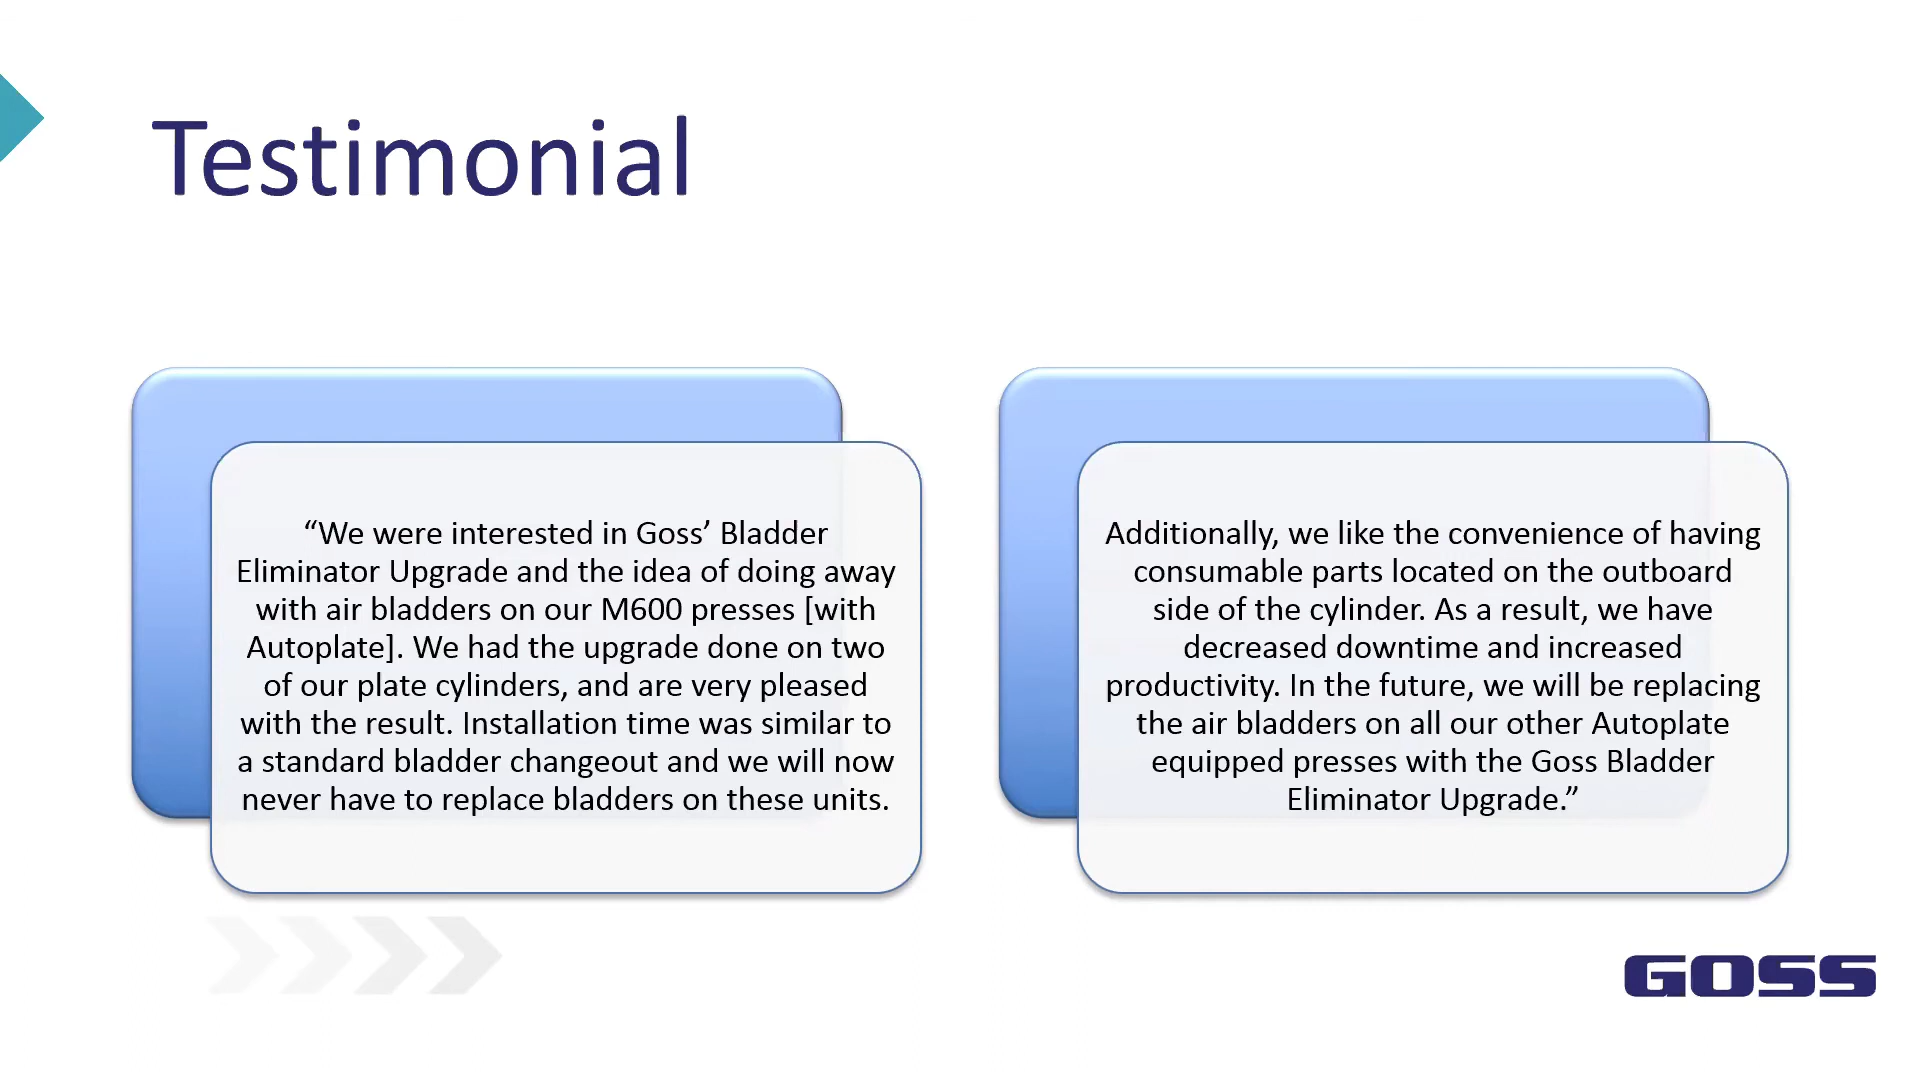 Testimonial
“We were interested in Goss’ Bladder
Eliminator Upgrade and the idea of doing away
with air bladders on our M600 presses [with
Autoplate]. We had the upgrade done on two
of our plate cylinders, and are very pleased
with the result. Installation time was similar to
a standard bladder changeout and we will now
never have to replace bladders on these units.
Additionally, we like the convenience of having
consumable parts located on the outboard
side of the cylinder. As a result, we have
decreased downtime and increased
productivity. In the future, we will be replacing
the air bladders on all our other Autoplate
equipped presses with the Goss Bladder
Eliminator Upgrade.”
GOSS